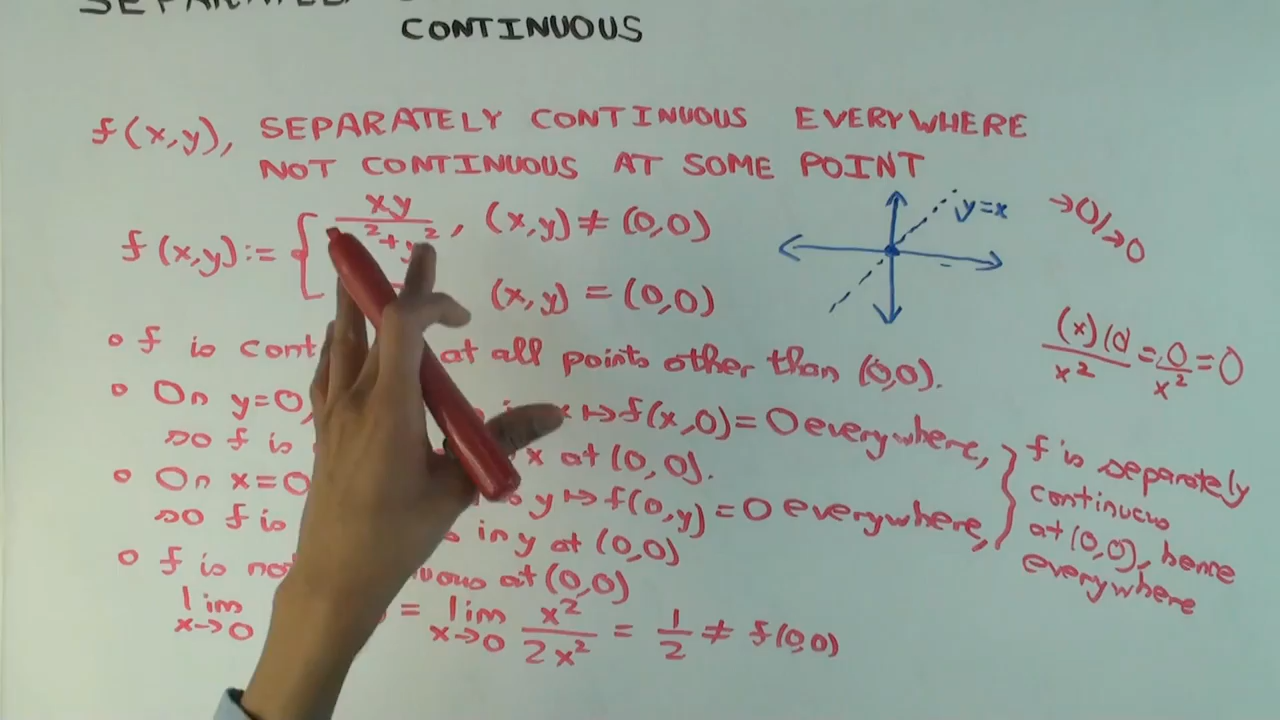 CONTINUOUS
f(x,y), SEPARATELY CONTINUOUS EVERYWHERE
NOT CONTINUOUS AT SOME POINT
f(x,y) := { xy / ²+y² , (x,y) ≠ (0,0)
(x,y) = (0,0)
y=x
→0/→0
(x)(0)/x² = 0/x² = 0
• f is cont at all points other than (0,0).
• On y=0, x ↦ f(x,0) = 0 everywhere,
so f is x at (0,0).
• On x=0 y ↦ f(0,y) = 0 everywhere,
so f is in y at (0,0)
} f is separately
continuous
at (0,0), hence
everywhere
• f is not uous at (0,0)
lim x→0 = lim x→0 x²/2x² = 1/2 ≠ f(0,0)